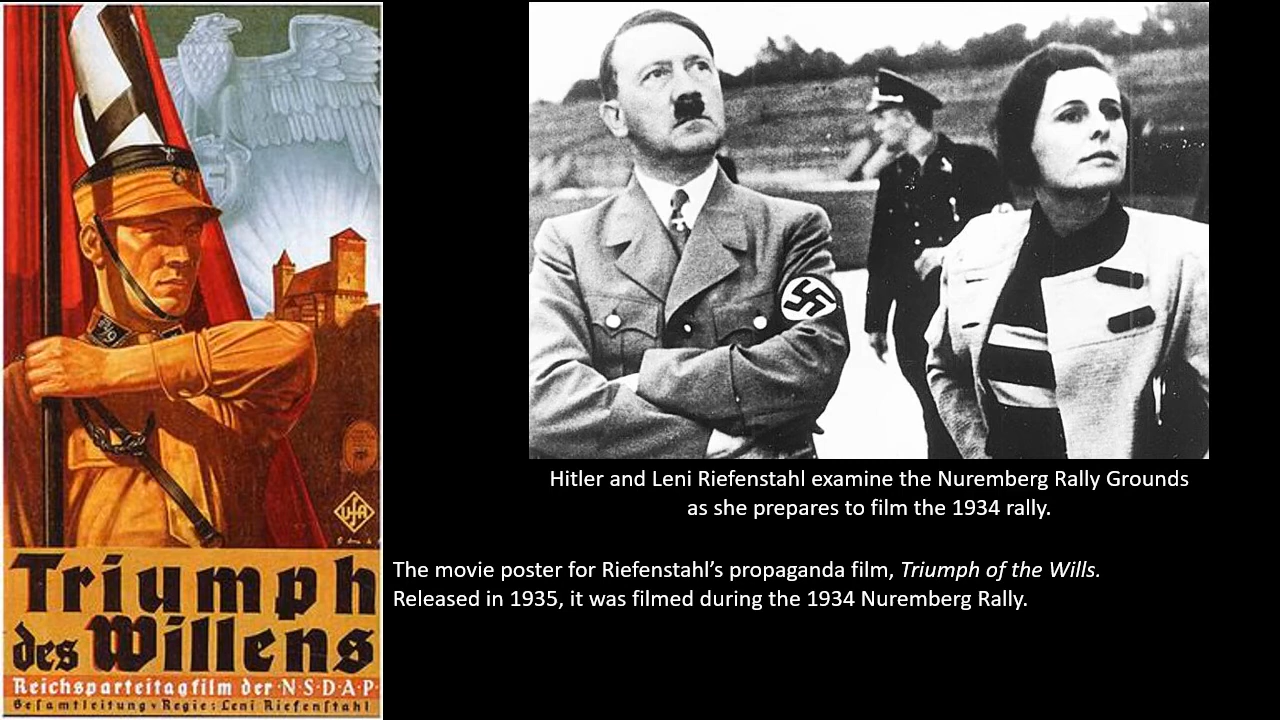 79
UFA
Triumph
des Willens
Reichsparteitagfilm der·N·S·D·A·P·
Gesamtleitung·Regie: Leni Riefenstahl
Hitler and Leni Riefenstahl examine the Nuremberg Rally Grounds
as she prepares to film the 1934 rally.
The movie poster for Riefenstahl’s propaganda film, Triumph of the Wills.
Released in 1935, it was filmed during the 1934 Nuremberg Rally.